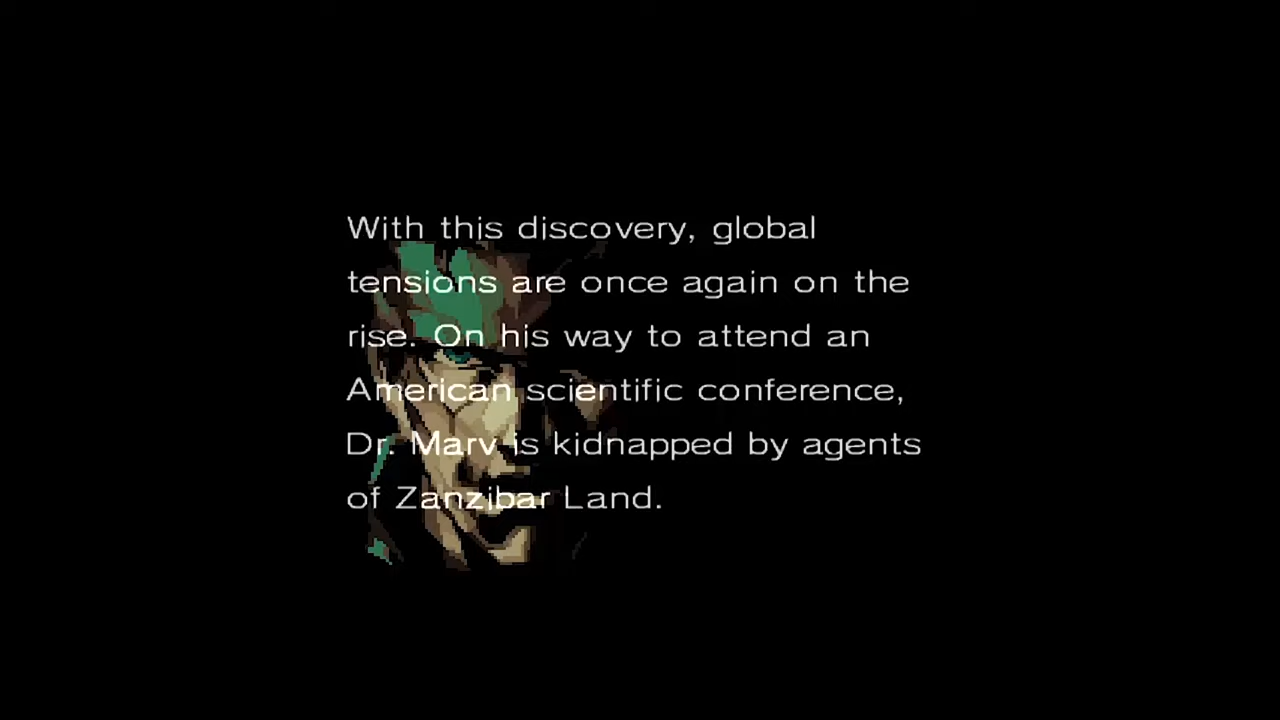 With this discovery, global
tensions are once again on the
rise. On his way to attend an
American scientific conference,
Dr. Marv is kidnapped by agents
of Zanzibar Land.